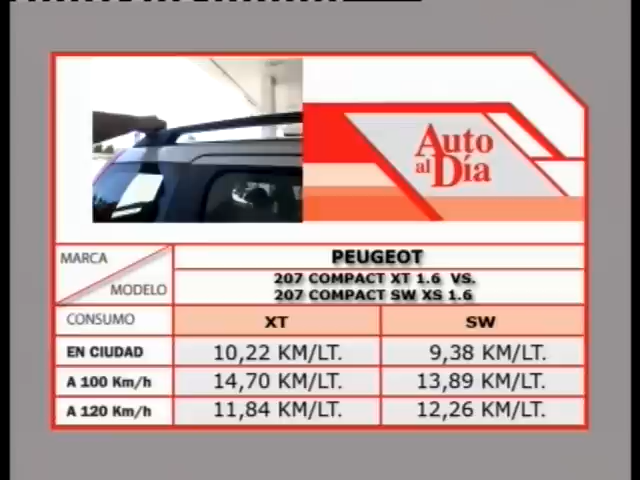 Auto
al Día
MARCA
MODELO
PEUGEOT
207 COMPACT XT 1.6 VS.
207 COMPACT SW XS 1.6
CONSUMO XT SW
EN CIUDAD 10,22 KM/LT. 9,38 KM/LT.
A 100 Km/h 14,70 KM/LT. 13,89 KM/LT.
A 120 Km/h 11,84 KM/LT. 12,26 KM/LT.